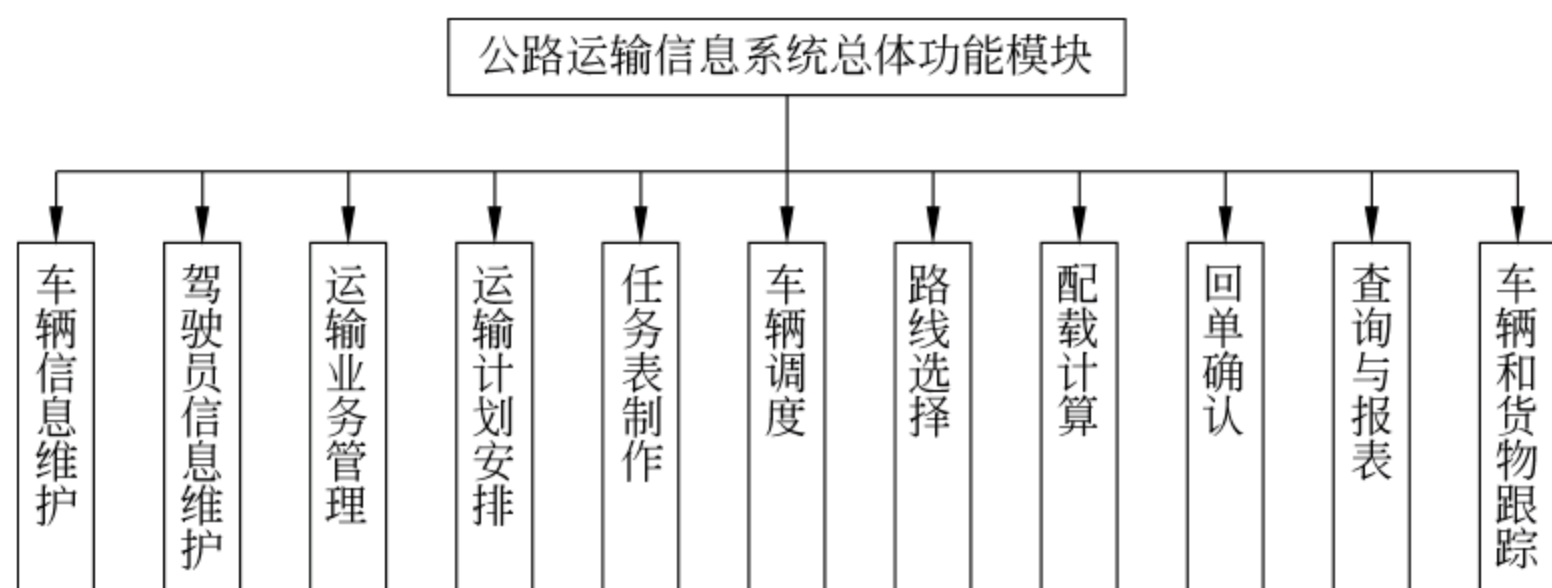 公路运输信息系统总体功能模块
车辆信息维护
驾驶员信息维护
运输业务管理
运输计划安排
任务表制作
车辆调度
路线选择
配载计算
回单确认
查询与报表
车辆和货物跟踪